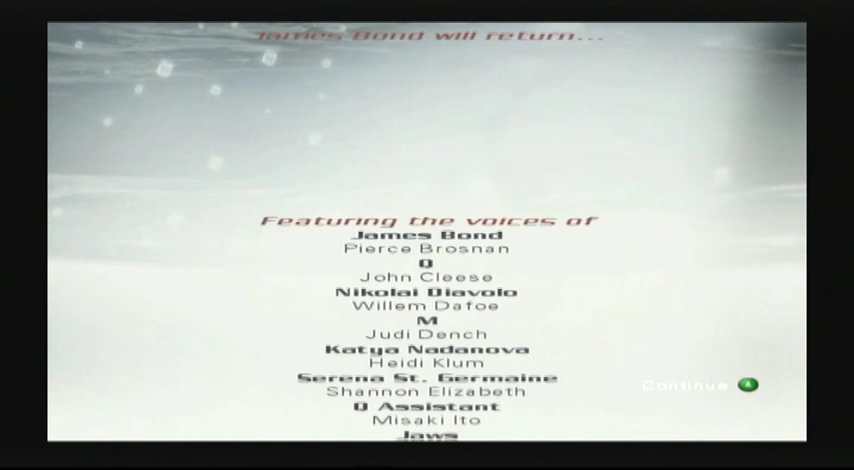 James Bond will return...
Featuring the voices of
James Bond
Pierce Brosnan
Q
John Cleese
Nikolai Diavolo
Willem Dafoe
M
Judi Dench
Katya Nadanova
Heidi Klum
Serena St. Germaine
Shannon Elizabeth
Continue A
Q Assistant
Misaki Ito
Jaws